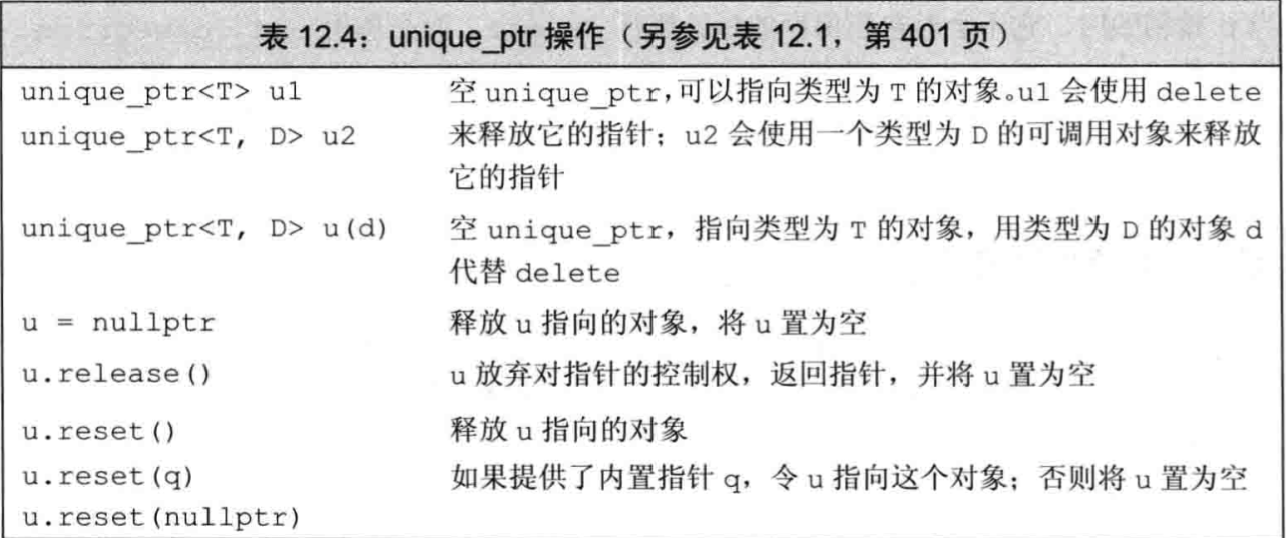 表 12.4：unique_ptr 操作（另参见表 12.1，第 401 页）
unique_ptr<T> u1 空 unique_ptr，可以指向类型为 T 的对象。u1 会使用 delete
unique_ptr<T, D> u2 来释放它的指针；u2 会使用一个类型为 D 的可调用对象来释放
它的指针
unique_ptr<T, D> u(d) 空 unique_ptr，指向类型为 T 的对象，用类型为 D 的对象 d
代替 delete
u = nullptr 释放 u 指向的对象，将 u 置为空
u.release() u 放弃对指针的控制权，返回指针，并将 u 置为空
u.reset() 释放 u 指向的对象
u.reset(q) 如果提供了内置指针 q，令 u 指向这个对象；否则将 u 置为空
u.reset(nullptr)